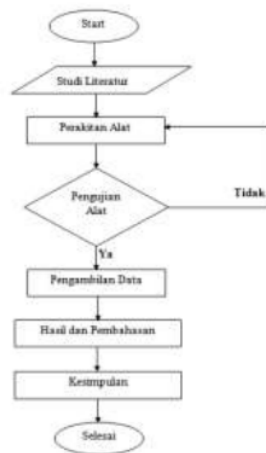 Start
Studi Literatur
Perakitan Alat
Pengujian
Alat
Tidak
Ya
Pengambilan Data
Hasil dan Pembahasan
Kesimpulan
Selesai